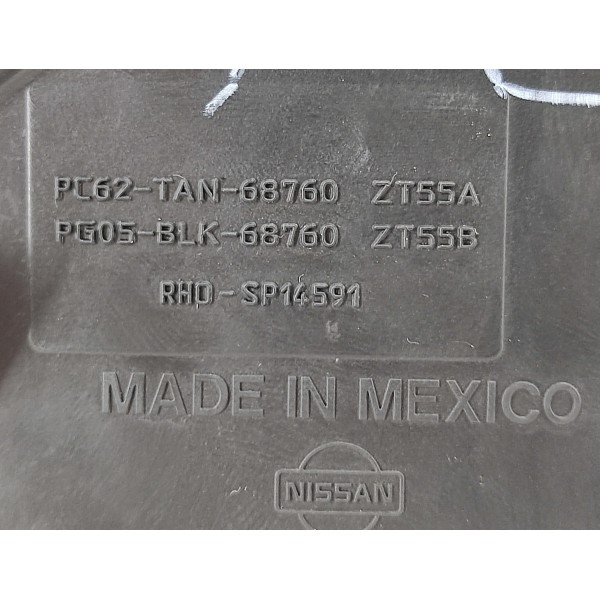 PC62-TAN-68760 ZT55A
PG05-BLK-68760 ZT55B
RHD-SP14591
MADE IN MEXICO
NISSAN